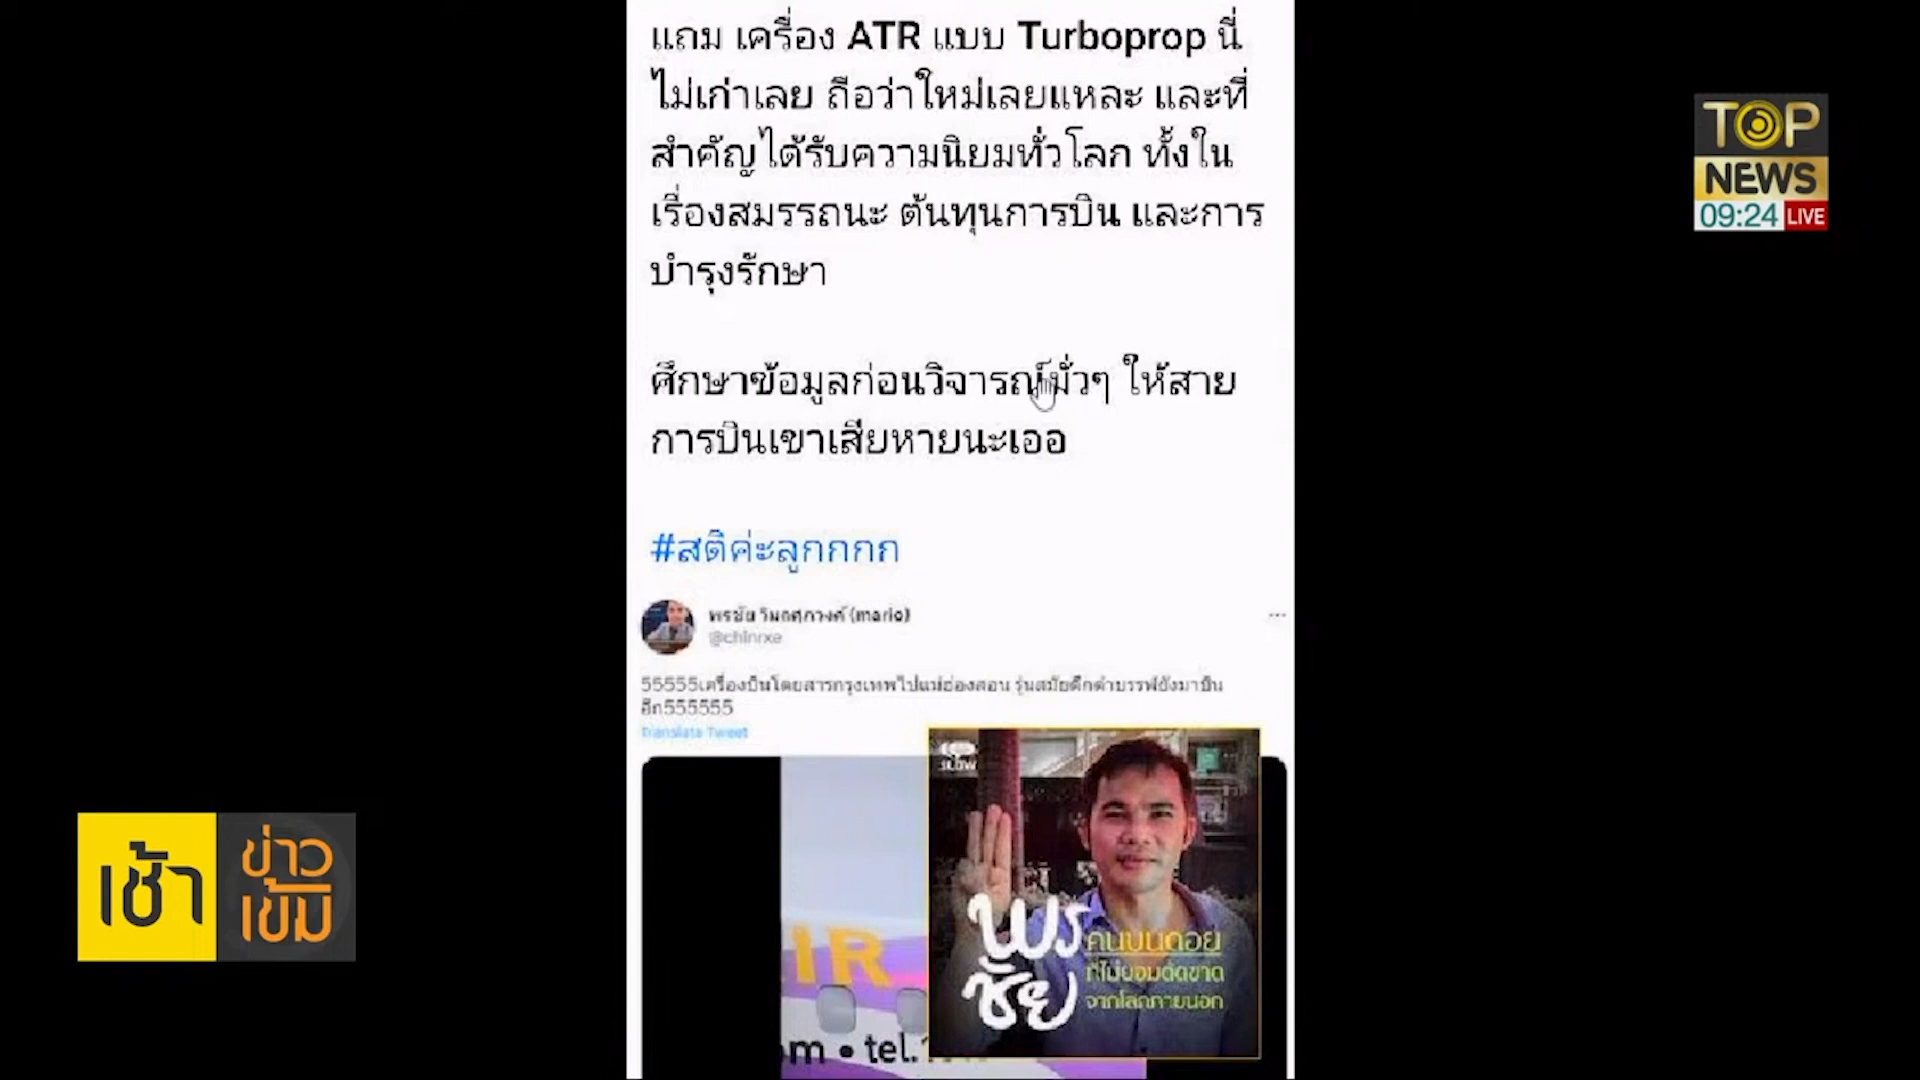 แถม เครื่อง ATR แบบ Turboprop นี่
ไม่เก่าเลย ถือว่าใหม่เลยแหละ และที่
สำคัญได้รับความนิยมทั่วโลก ทั้งใน
เรื่องสมรรถนะ ต้นทุนการบิน และการ
บำรุงรักษา
ศึกษาข้อมูลก่อนวิจารณ์มั่วๆ ให้สาย
การบินเขาเสียหายนะเออ
#สติค่ะลูกกกก
พรชัย วิมลศุภวงศ์ (mario)
@chinrxe
55555เครื่องบินโดยสารกรุงเทพไปแม่ฮ่องสอน รุ่นสมัยดึกดำบรรพ์ยังมาบิน
อีก555555
Translate Tweet
TOP
NEWS
09:24 LIVE
เช้า
ข่าว
เข้ม
SLOW
พร
ชัย
คนบนดอย
ที่ไม่ยอมตัดขาด
จากโลกภายนอก
IR
om • tel.